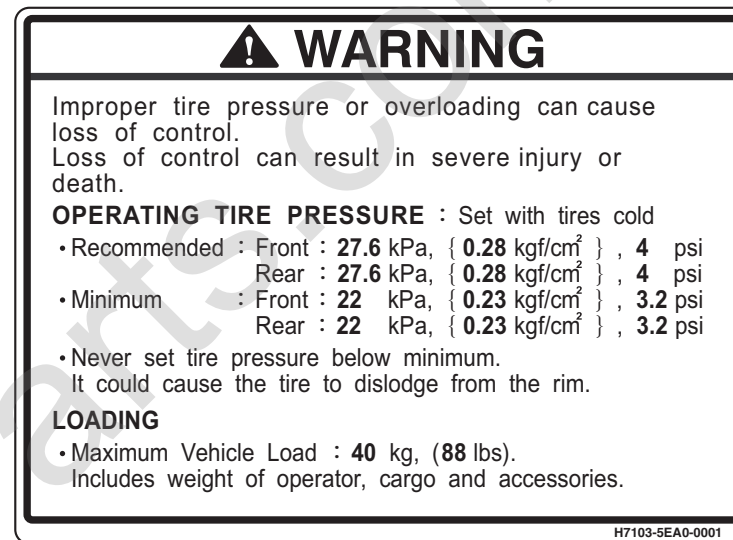 WARNING
Improper tire pressure or overloading can cause
loss of control.
Loss of control can result in severe injury or
death.
OPERATING TIRE PRESSURE : Set with tires cold
• Recommended : Front : 27.6 kPa, { 0.28 kgf/cm² } , 4 psi
Rear : 27.6 kPa, { 0.28 kgf/cm² } , 4 psi
• Minimum : Front : 22 kPa, { 0.23 kgf/cm² } , 3.2 psi
Rear : 22 kPa, { 0.23 kgf/cm² } , 3.2 psi
• Never set tire pressure below minimum.
It could cause the tire to dislodge from the rim.
LOADING
• Maximum Vehicle Load : 40 kg, (88 lbs).
Includes weight of operator, cargo and accessories.
H7103-5EA0-0001
arts.co